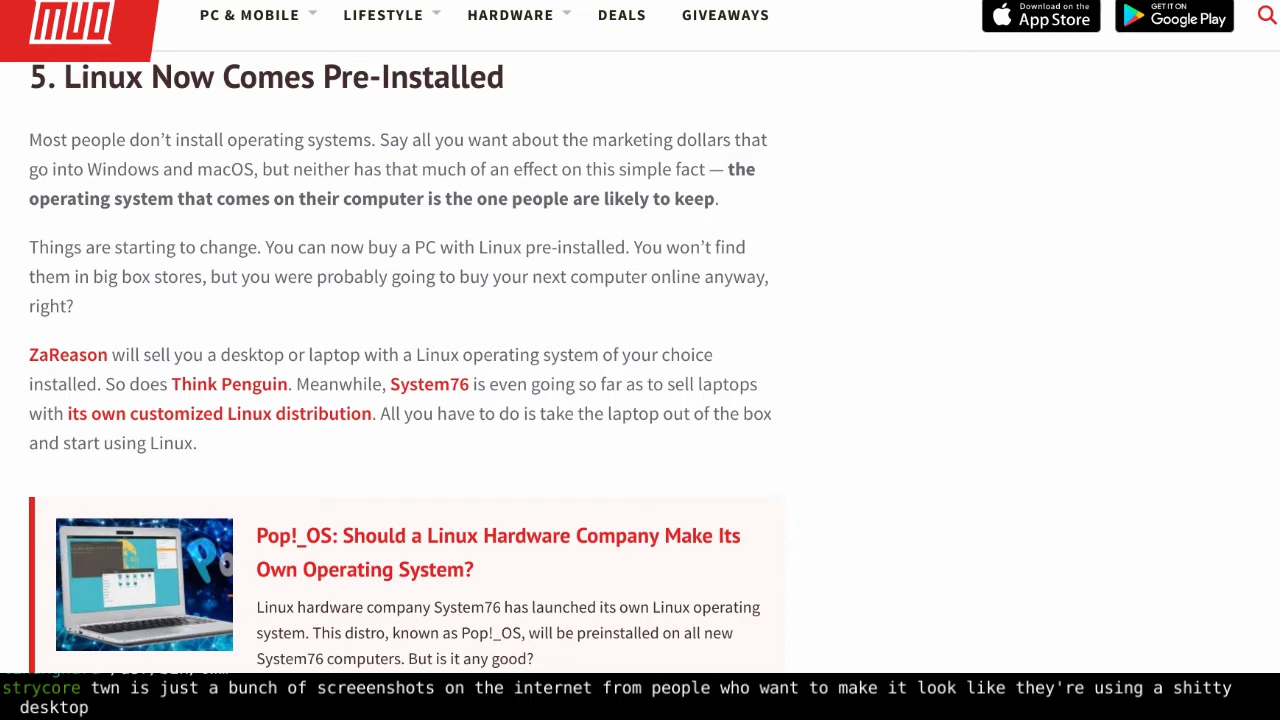 MUO
PC & MOBILE LIFESTYLE HARDWARE DEALS GIVEAWAYS
Download on the
App Store
GET IT ON
Google Play
5. Linux Now Comes Pre-Installed
Most people don’t install operating systems. Say all you want about the marketing dollars that
go into Windows and macOS, but neither has that much of an effect on this simple fact — the
operating system that comes on their computer is the one people are likely to keep.
Things are starting to change. You can now buy a PC with Linux pre-installed. You won’t find
them in big box stores, but you were probably going to buy your next computer online anyway,
right?
ZaReason will sell you a desktop or laptop with a Linux operating system of your choice
installed. So does Think Penguin. Meanwhile, System76 is even going so far as to sell laptops
with its own customized Linux distribution. All you have to do is take the laptop out of the box
and start using Linux.
Pop!_OS: Should a Linux Hardware Company Make Its
Own Operating System?
Linux hardware company System76 has launched its own Linux operating
system. This distro, known as Pop!_OS, will be preinstalled on all new
System76 computers. But is it any good?
strycore twn is just a bunch of screeenshots on the internet from people who want to make it look like they're using a shitty
desktop